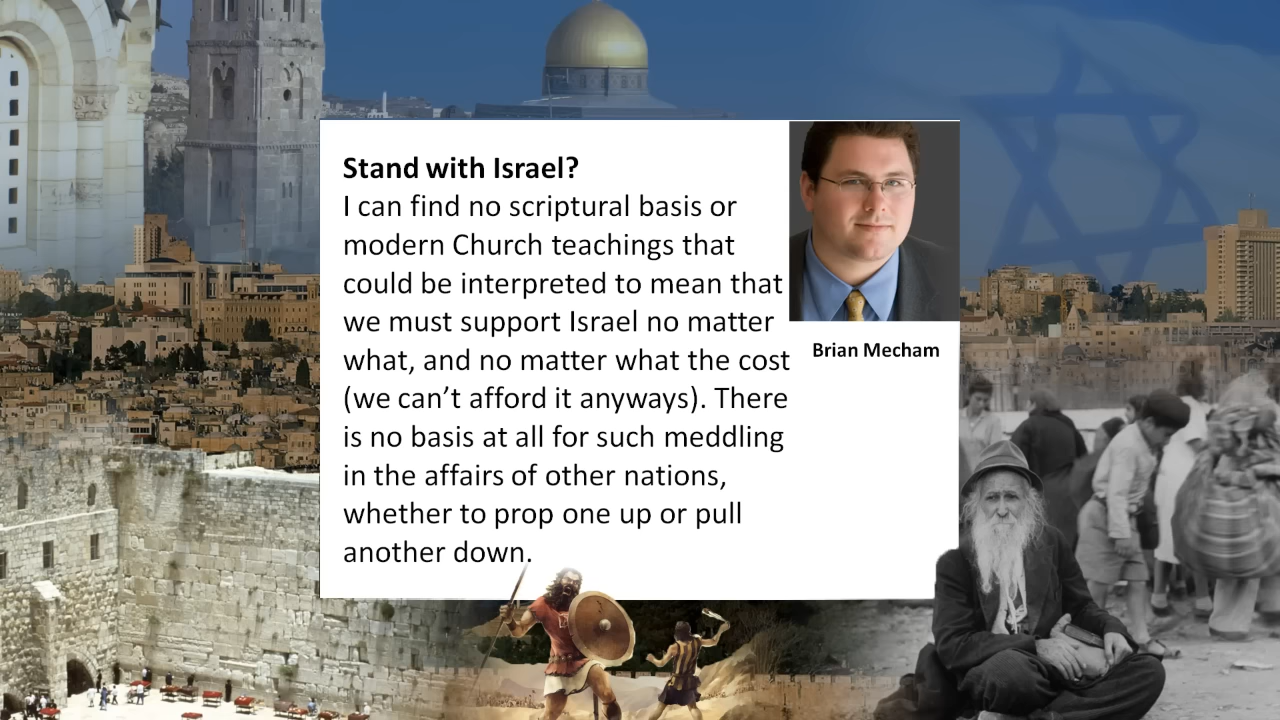 Stand with Israel?
I can find no scriptural basis or
modern Church teachings that
could be interpreted to mean that
we must support Israel no matter
what, and no matter what the cost
(we can’t afford it anyways). There
is no basis at all for such meddling
in the affairs of other nations,
whether to prop one up or pull
another down.
Brian Mecham